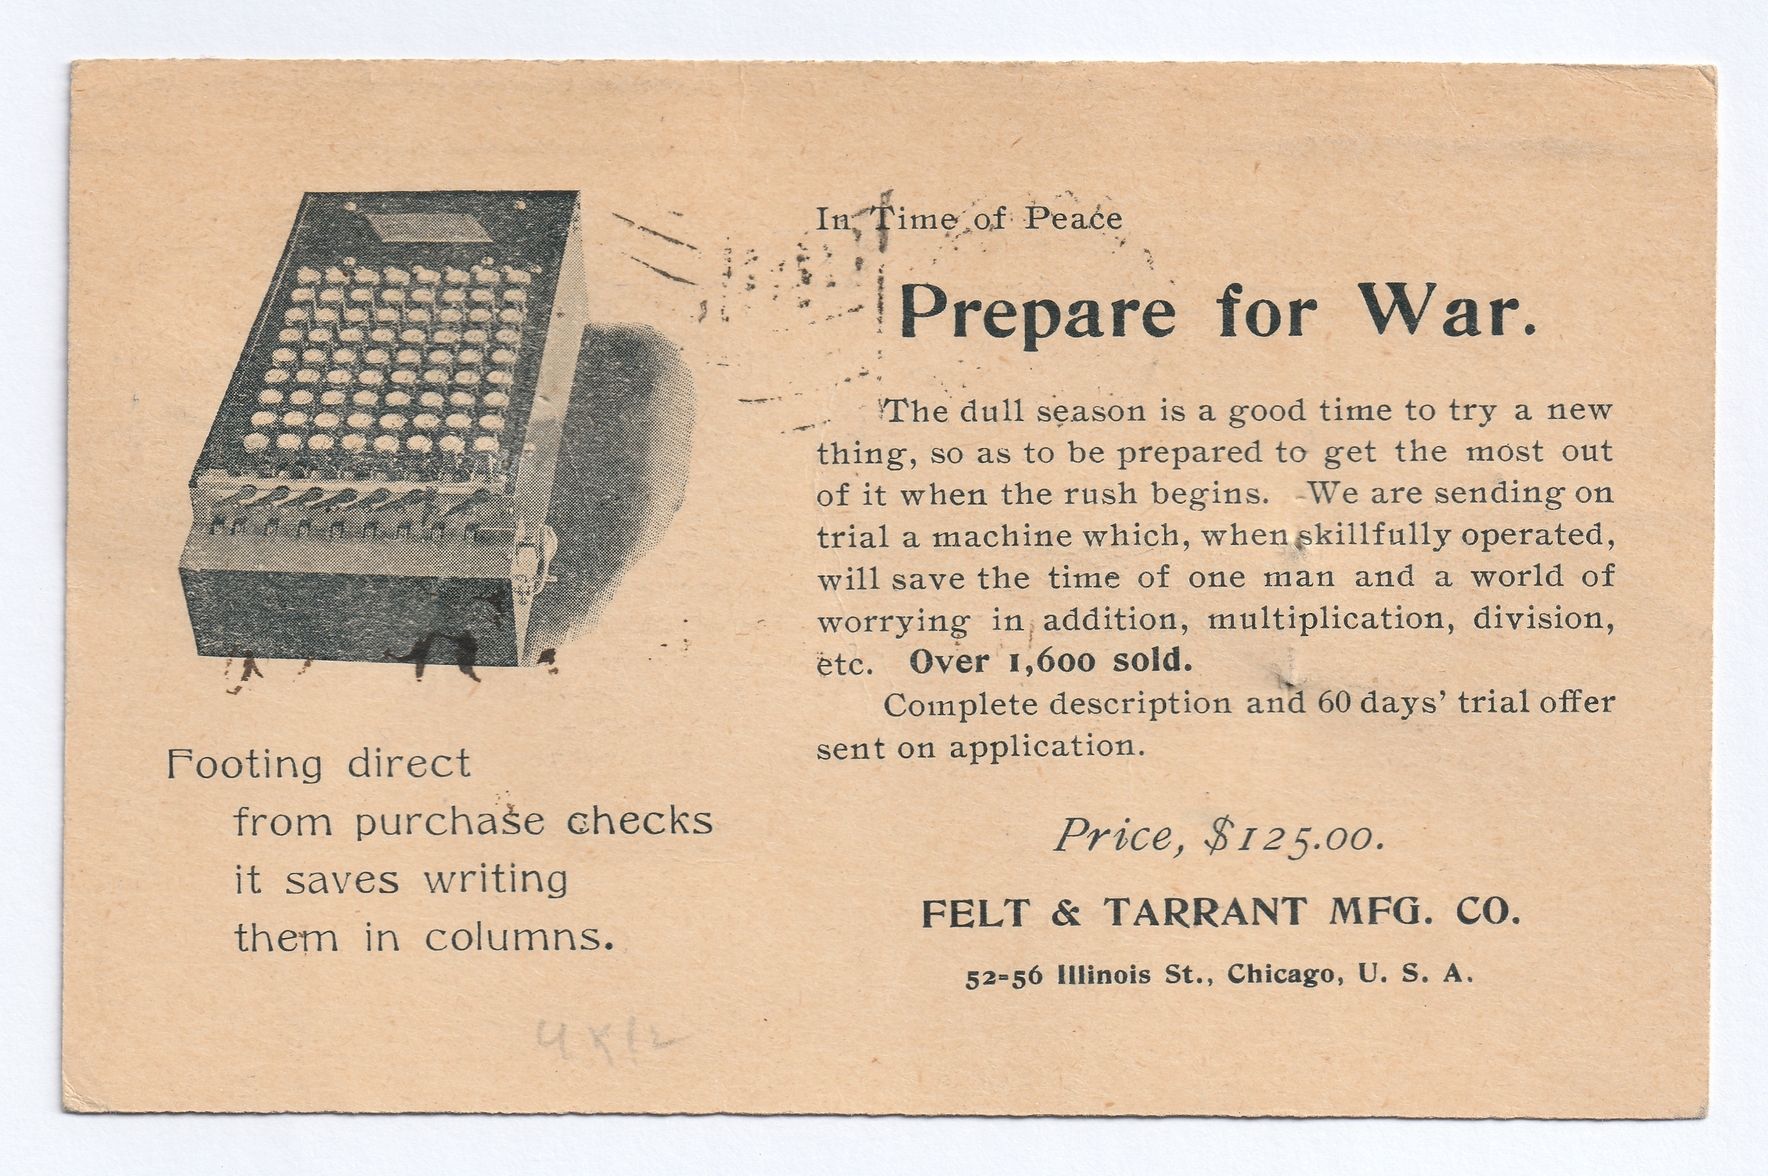 In Time of Peace
Prepare for War.
The dull season is a good time to try a new
thing, so as to be prepared to get the most out
of it when the rush begins. We are sending on
trial a machine which, when skillfully operated,
will save the time of one man and a world of
worrying in addition, multiplication, division,
etc. Over 1,600 sold.
Complete description and 60 days' trial offer
sent on application.
Price, $125.00.
FELT & TARRANT MFG. CO.
52=56 Illinois St., Chicago, U. S. A.
Footing direct
from purchase checks
it saves writing
them in columns.
4x12